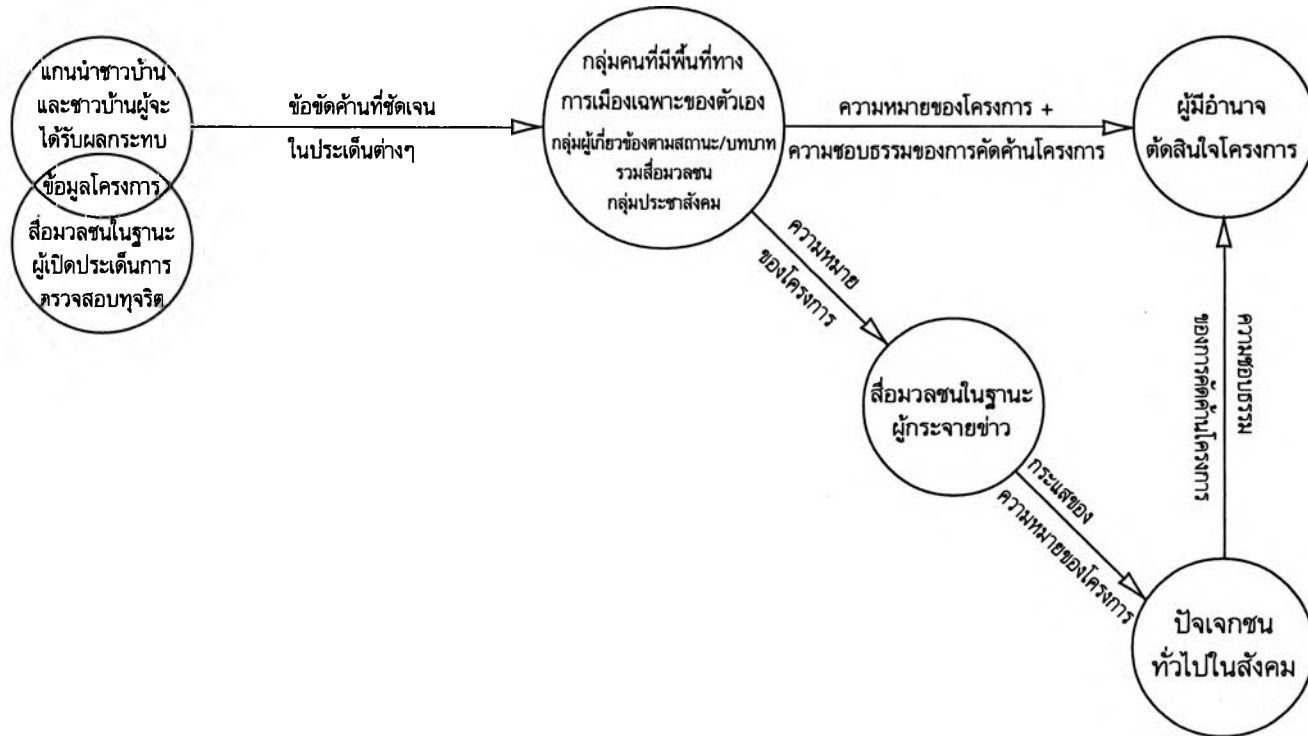 แกนนำชาวบ้าน
และชาวบ้านผู้จะ
ได้รับผลกระทบ
ข้อมูลโครงการ
สื่อมวลชนในฐานะ
ผู้เปิดประเด็นการ
ตรวจสอบทุจริต
ข้อขัดค้านที่ชัดเจน
ในประเด็นต่างๆ
กลุ่มคนที่มีพื้นที่ทาง
การเมืองเฉพาะของตัวเอง
กลุ่มผู้เกี่ยวข้องตามสถานะ/บทบาท
รวมสื่อมวลชน
กลุ่มประชาสังคม
ความหมายของโครงการ +
ความชอบธรรมของการคัดค้านโครงการ
ผู้มีอำนาจ
ตัดสินใจโครงการ
ความหมาย
ของโครงการ
สื่อมวลชนในฐานะ
ผู้กระจายข่าว
กระแสของ
ความหมายของโครงการ
ความชอบธรรม
ของการคัดค้านโครงการ
ปัจเจกชน
ทั่วไปในสังคม